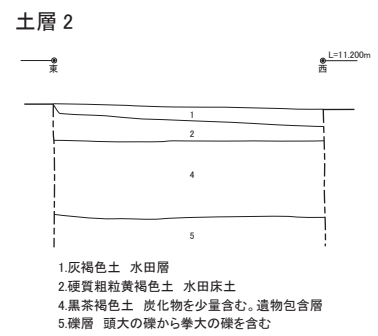 土層 2
L=11.200m
東
西
1
2
4
5
1.灰褐色土 水田層
2.硬質粗粒黄褐色土 水田床土
4.黒茶褐色土 炭化物を少量含む。遺物包含層
5.礫層 頭大の礫から拳大の礫を含む